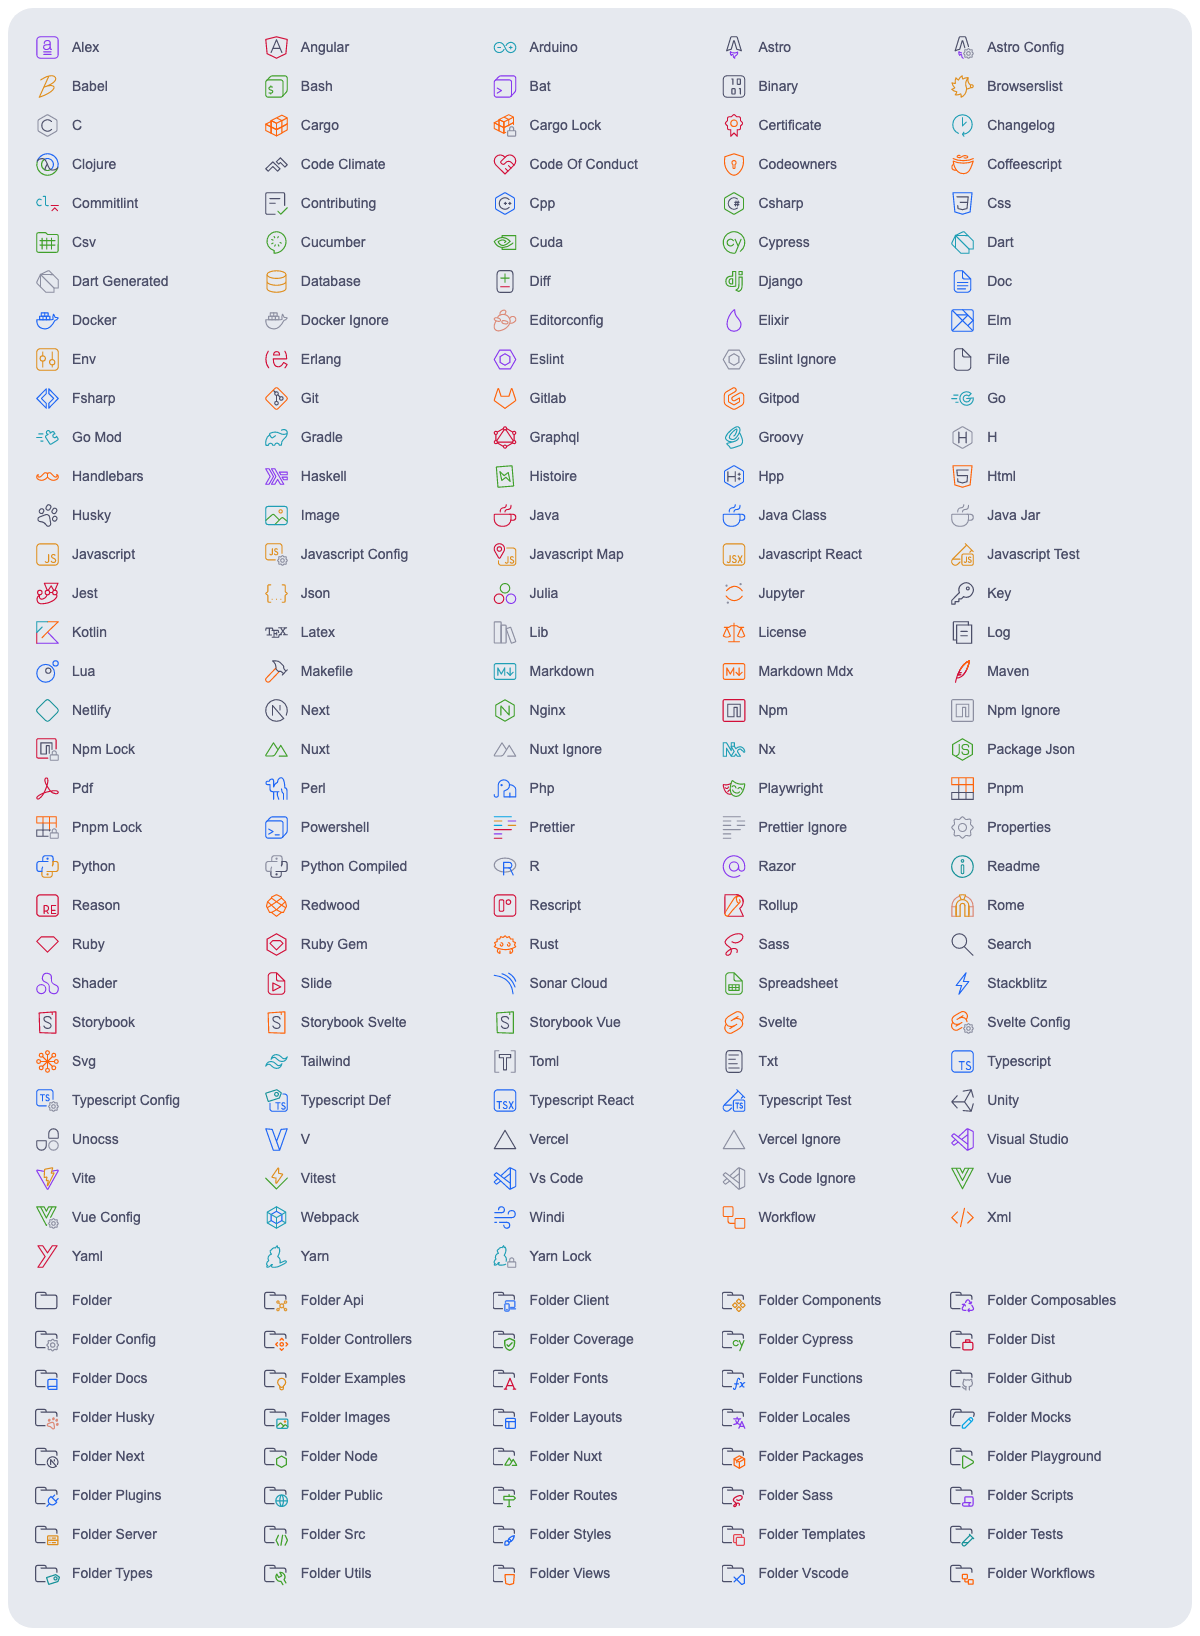 Alex Angular Arduino Astro Astro Config
Babel Bash Bat Binary Browserslist
C Cargo Cargo Lock Certificate Changelog
Clojure Code Climate Code Of Conduct Codeowners Coffeescript
Commitlint Contributing Cpp Csharp Css
Csv Cucumber Cuda Cypress Dart
Dart Generated Database Diff Django Doc
Docker Docker Ignore Editorconfig Elixir Elm
Env Erlang Eslint Eslint Ignore File
Fsharp Git Gitlab Gitpod Go
Go Mod Gradle Graphql Groovy H
Handlebars Haskell Histoire Hpp Html
Husky Image Java Java Class Java Jar
Javascript Javascript Config Javascript Map Javascript React Javascript Test
Jest Json Julia Jupyter Key
Kotlin Latex Lib License Log
Lua Makefile Markdown Markdown Mdx Maven
Netlify Next Nginx Npm Npm Ignore
Npm Lock Nuxt Nuxt Ignore Nx Package Json
Pdf Perl Php Playwright Pnpm
Pnpm Lock Powershell Prettier Prettier Ignore Properties
Python Python Compiled R Razor Readme
Reason Redwood Rescript Rollup Rome
Ruby Ruby Gem Rust Sass Search
Shader Slide Sonar Cloud Spreadsheet Stackblitz
Storybook Storybook Svelte Storybook Vue Svelte Svelte Config
Svg Tailwind Toml Txt Typescript
Typescript Config Typescript Def Typescript React Typescript Test Unity
Unocss V Vercel Vercel Ignore Visual Studio
Vite Vitest Vs Code Vs Code Ignore Vue
Vue Config Webpack Windi Workflow Xml
Yaml Yarn Yarn Lock
Folder Folder Api Folder Client Folder Components Folder Composables
Folder Config Folder Controllers Folder Coverage Folder Cypress Folder Dist
Folder Docs Folder Examples Folder Fonts Folder Functions Folder Github
Folder Husky Folder Images Folder Layouts Folder Locales Folder Mocks
Folder Next Folder Node Folder Nuxt Folder Packages Folder Playground
Folder Plugins Folder Public Folder Routes Folder Sass Folder Scripts
Folder Server Folder Src Folder Styles Folder Templates Folder Tests
Folder Types Folder Utils Folder Views Folder Vscode Folder Workflows